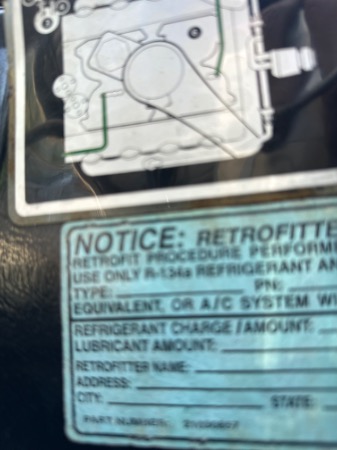 NOTICE: RETROFITTE
RETROFIT PROCEDURE PERFORM
USE ONLY R-134a REFRIGERANT AN
TYPE: PN:
EQUIVALENT, OR A/C SYSTEM WI
REFRIGERANT CHARGE / AMOUNT:
LUBRICANT AMOUNT:
RETROFITTER NAME:
ADDRESS:
CITY: STATE:
PART NUMBER: